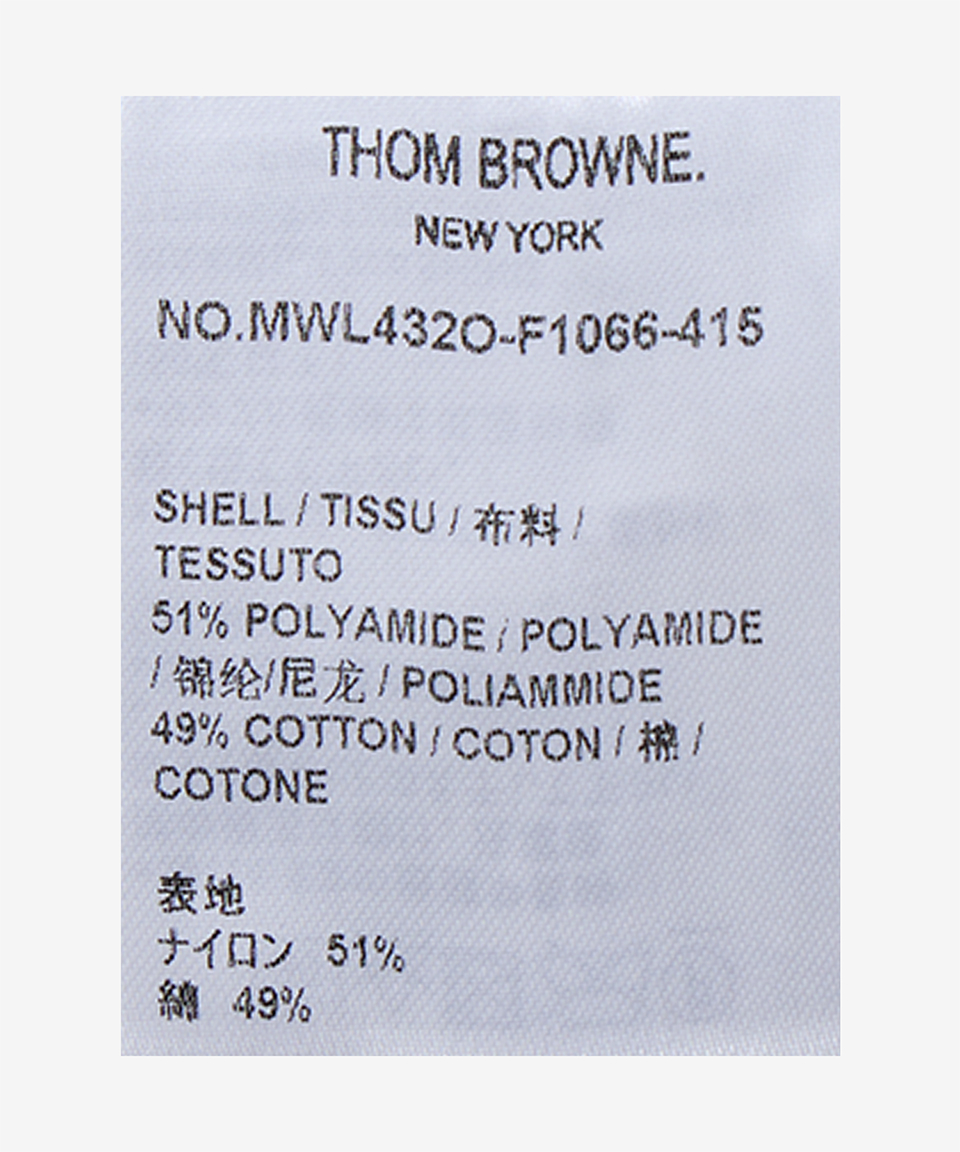 THOM BROWNE.
NEW YORK
NO.MWL432O-F1066-415
SHELL / TISSU / 布料 /
TESSUTO
51% POLYAMIDE / POLYAMIDE
/ 锦纶/尼龙 / POLIAMMIDE
49% COTTON / COTON / 棉 /
COTONE
表地
ナイロン 51%
綿 49%